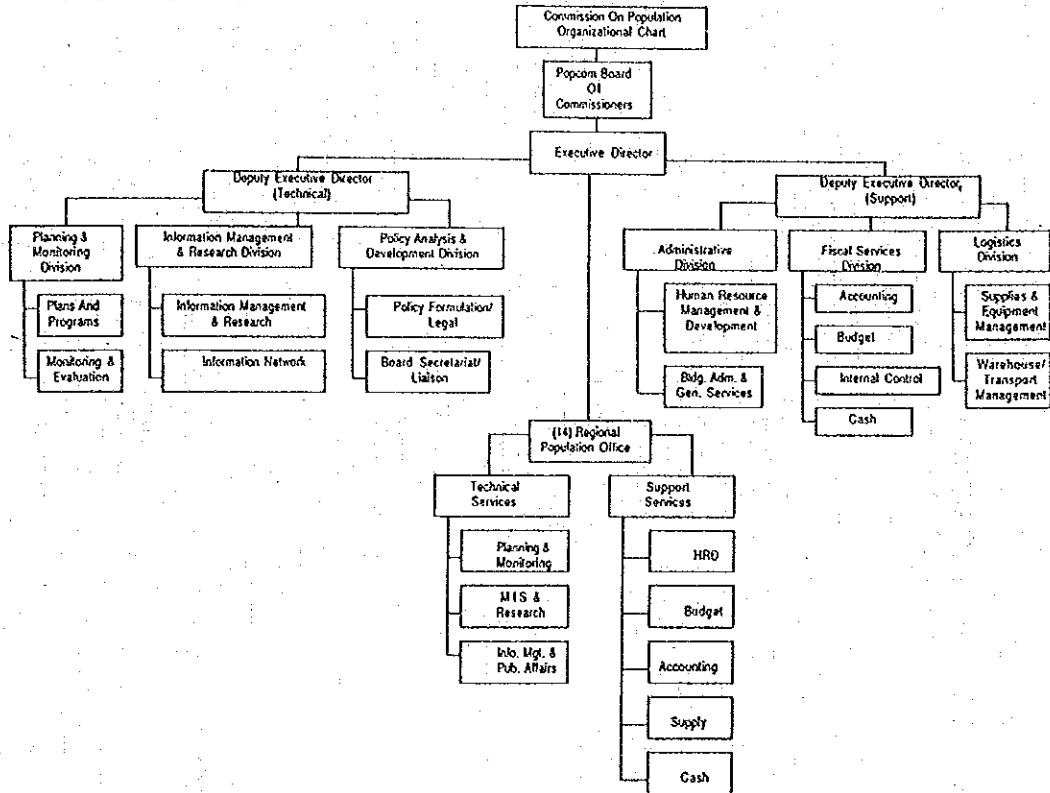 Commission On Population
Organizational Chart
Popcom Board
Of
Commissioners
Executive Director
Deputy Executive Director
(Technical)
Deputy Executive Director,
(Support)
Planning &
Monitoring
Division
Information Management
& Research Division
Policy Analysis &
Development Division
Administrative
Division
Fiscal Services
Division
Logistics
Division
Plans And
Programs
Monitoring &
Evaluation
Information Management
& Research
Information Network
Policy Formulation/
Legal
Board Secretariat/
Liaison
Human Resource
Management &
Development
Bldg. Adm. &
Gen. Services
Accounting
Budget
Internal Control
Cash
Supplies &
Equipment
Management
Warehouse/
Transport
Management
(14) Regional
Population Office
Technical
Services
Support
Services
Planning &
Monitoring
MIS &
Research
Info. Mgt. &
Pub. Affairs
HRD
Budget
Accounting
Supply
Cash